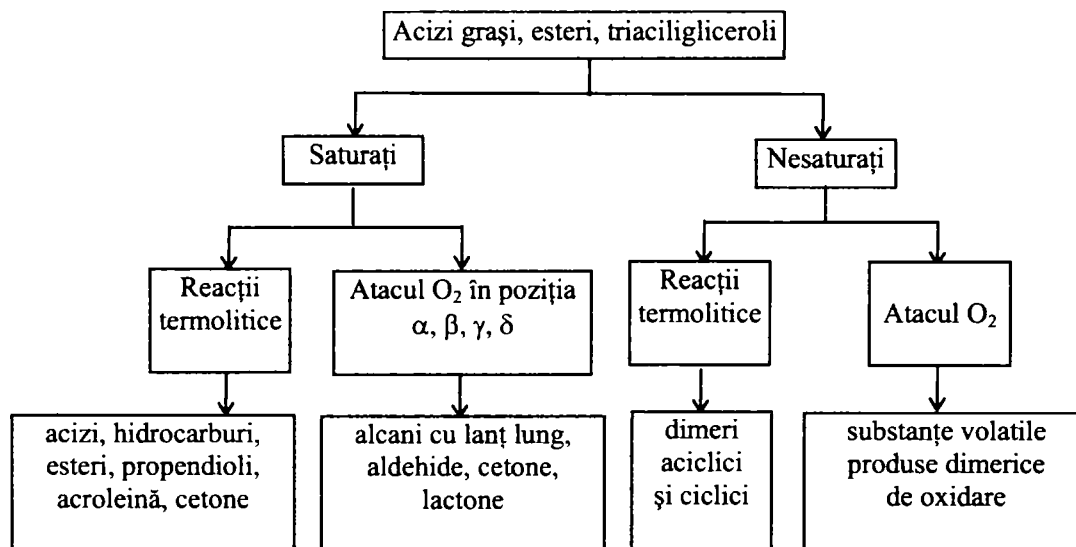 Acizi grași, esteri, triaciligliceroli
Saturați
Nesaturați
Reacții
termolitice
Atacul O₂ în poziția
α, β, γ, δ
Reacții
termolitice
Atacul O₂
acizi, hidrocarburi,
esteri, propendioli,
acroleină, cetone
alcani cu lanț lung,
aldehide, cetone,
lactone
dimeri
aciclici
și ciclici
substanțe volatile
produse dimerice
de oxidare